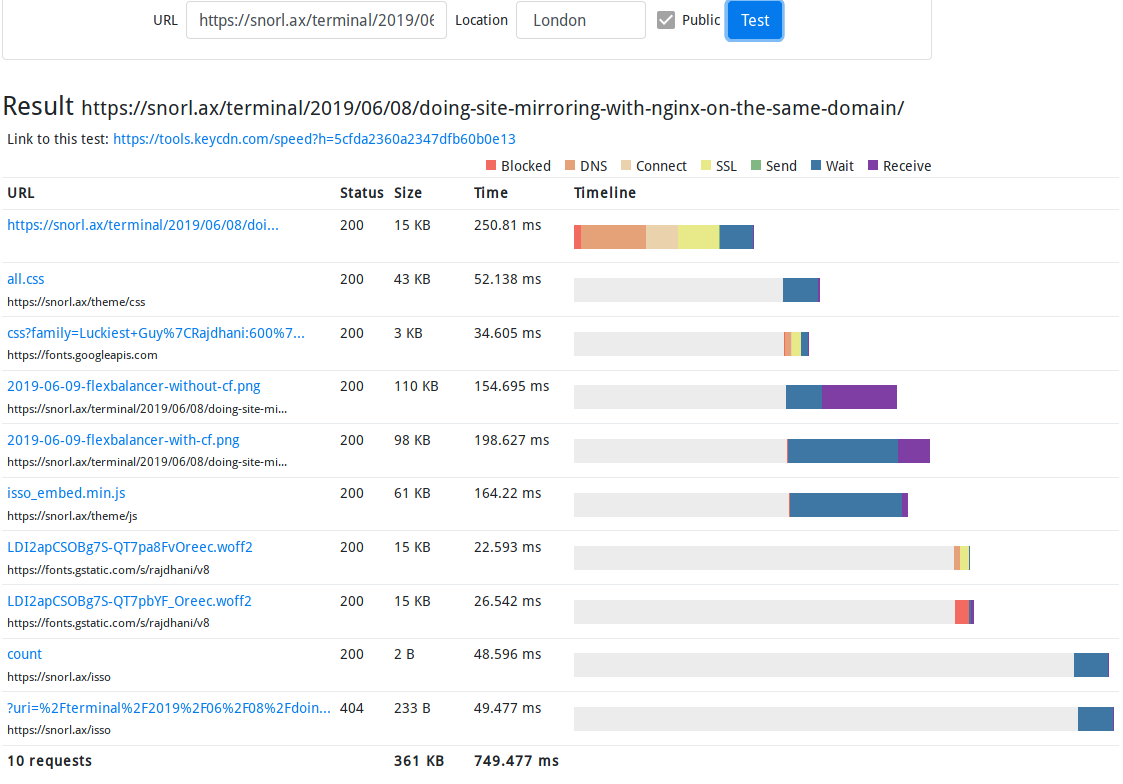 URL https://snorl.ax/terminal/2019/06 Location London Public Test
Result https://snorl.ax/terminal/2019/06/08/doing-site-mirroring-with-nginx-on-the-same-domain/
Link to this test: https://tools.keycdn.com/speed?h=5cfda2360a2347dfb60b0e13
Blocked DNS Connect SSL Send Wait Receive
URL Status Size Time Timeline
https://snorl.ax/terminal/2019/06/08/doi... 200 15 KB 250.81 ms
all.css 200 43 KB 52.138 ms
https://snorl.ax/theme/css
css?family=Luckiest+Guy%7CRajdhani:600%7... 200 3 KB 34.605 ms
https://fonts.googleapis.com
2019-06-09-flexbalancer-without-cf.png 200 110 KB 154.695 ms
https://snorl.ax/terminal/2019/06/08/doing-site-mi...
2019-06-09-flexbalancer-with-cf.png 200 98 KB 198.627 ms
https://snorl.ax/terminal/2019/06/08/doing-site-mi...
isso_embed.min.js 200 61 KB 164.22 ms
https://snorl.ax/theme/js
LDI2apCSOBg7S-QT7pa8FvOreec.woff2 200 15 KB 22.593 ms
https://fonts.gstatic.com/s/rajdhani/v8
LDI2apCSOBg7S-QT7pbYF_Oreec.woff2 200 15 KB 26.542 ms
https://fonts.gstatic.com/s/rajdhani/v8
count 200 2 B 48.596 ms
https://snorl.ax/isso
?uri=%2Fterminal%2F2019%2F06%2F08%2Fdoin... 404 233 B 49.477 ms
https://snorl.ax/isso
10 requests 361 KB 749.477 ms